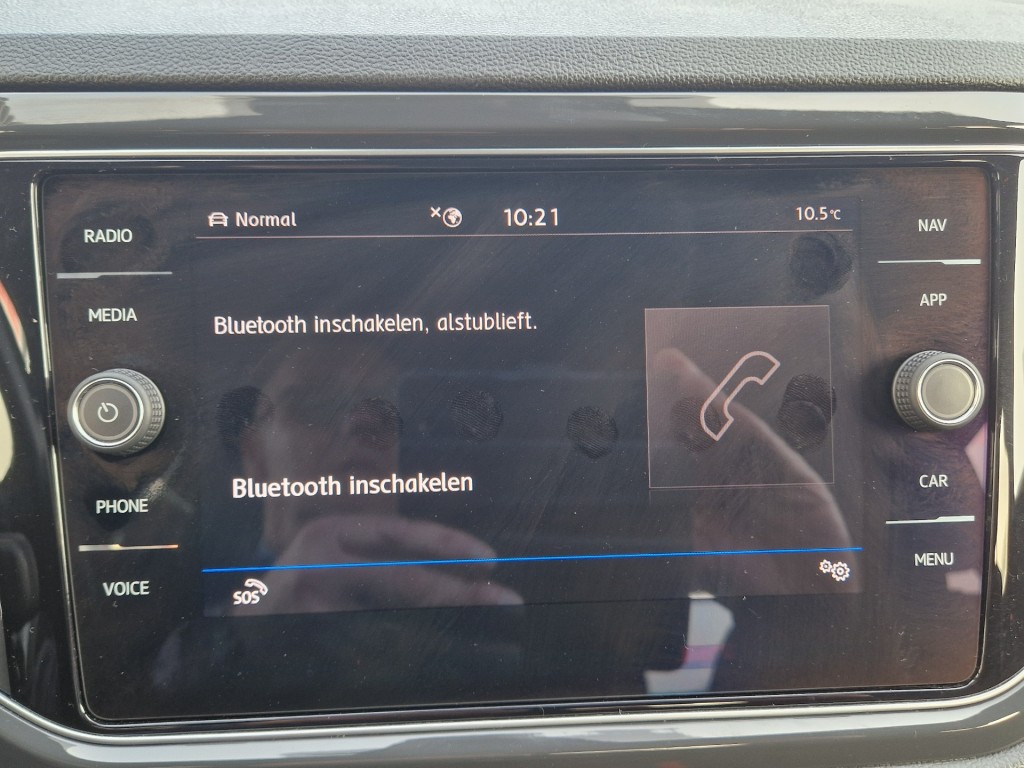 Normal 10:21 10.5°C
RADIO
MEDIA
PHONE
VOICE
Bluetooth inschakelen, alstublieft.
Bluetooth inschakelen
SOS
NAV
APP
CAR
MENU